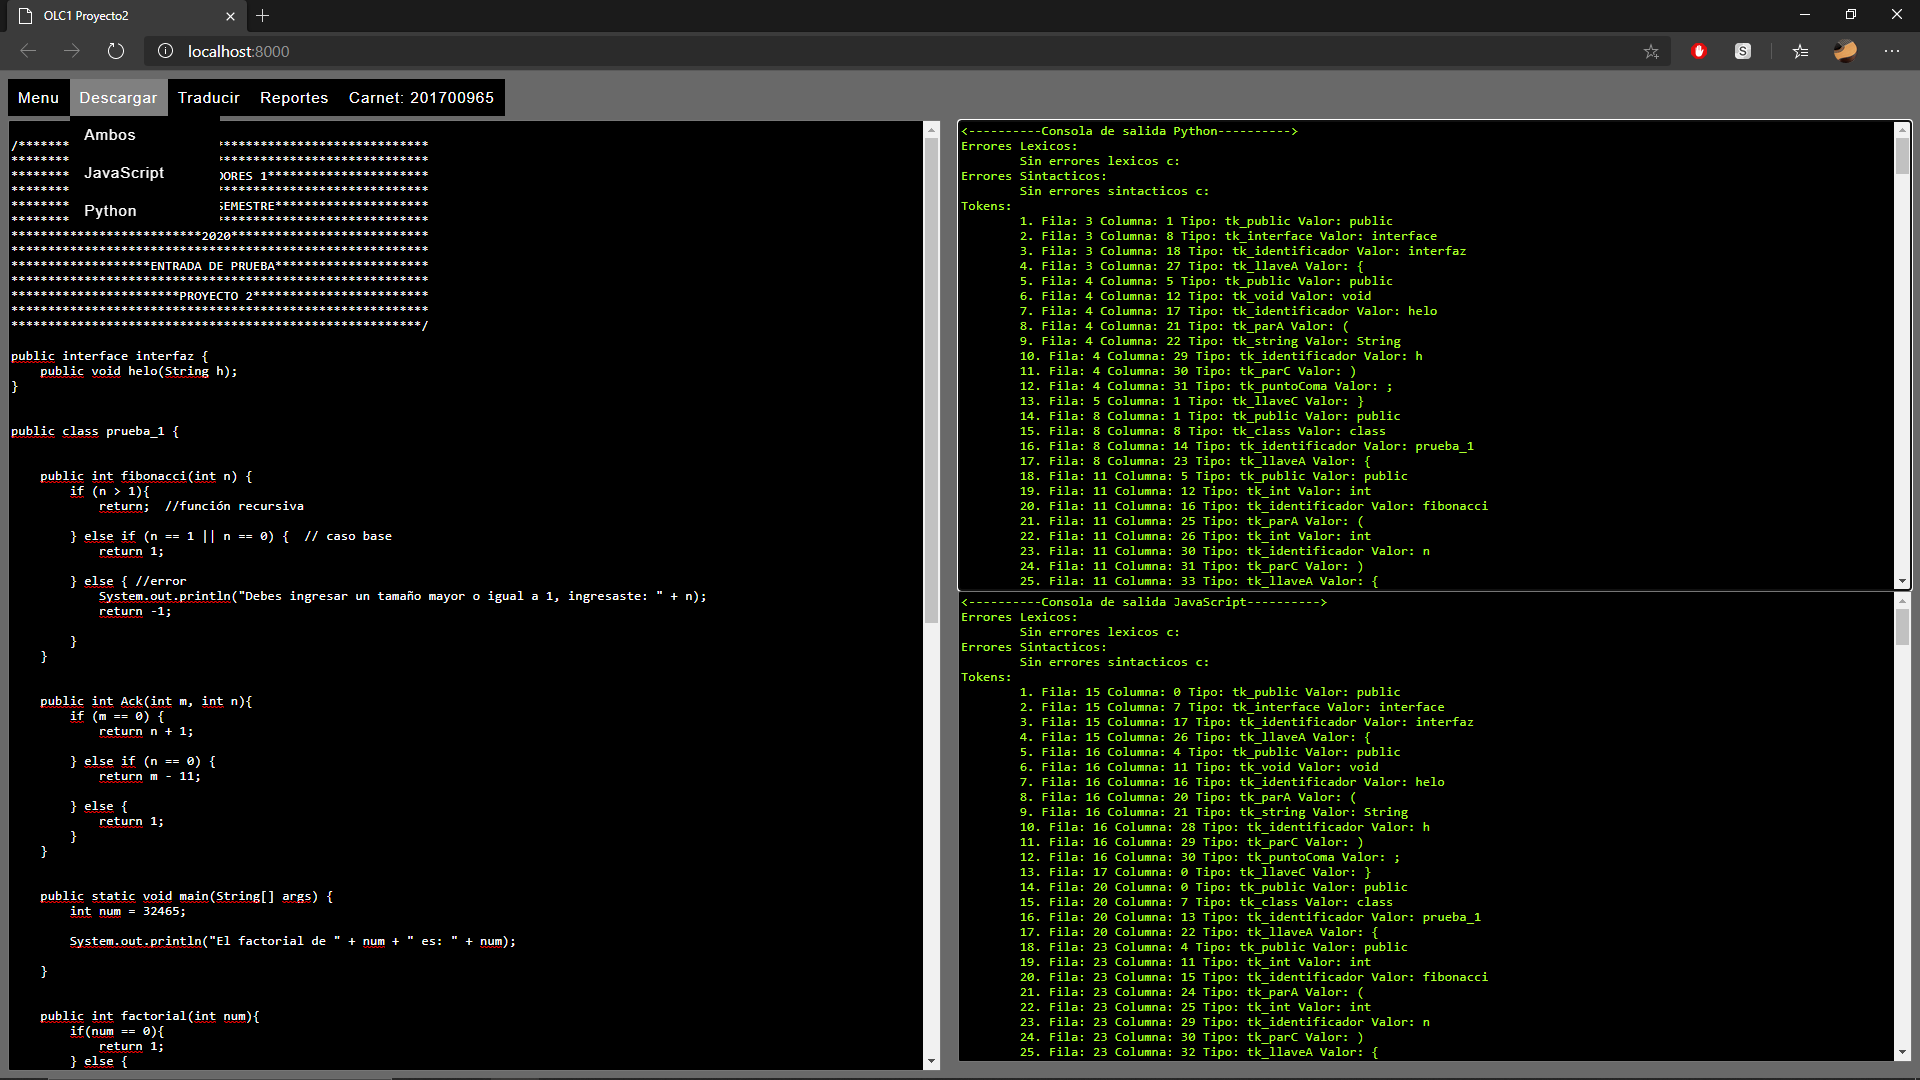 OLC1 Proyecto2
localhost:8000
S
Menu Descargar Traducir Reportes Carnet: 201700965
Ambos
JavaScript
Python
/******* ****************************
******** ****************************
******** DORES 1**********************
******** ****************************
******** SEMESTRE*********************
******** ****************************
**************************2020***************************
*********************************************************
*******************ENTRADA DE PRUEBA*********************
*********************************************************
***********************PROYECTO 2************************
*********************************************************
********************************************************/
public interface interfaz {
    public void helo(String h);
}
public class prueba_1 {
    public int fibonacci(int n) {
        if (n > 1){
            return;  //función recursiva
        } else if (n == 1 || n == 0) {  // caso base
            return 1;
        } else { //error
            System.out.println("Debes ingresar un tamaño mayor o igual a 1, ingresaste: " + n);
            return -1;
        }
    }
    public int Ack(int m, int n){
        if (m == 0) {
            return n + 1;
        } else if (n == 0) {
            return m - 11;
        } else {
            return 1;
        }
    }
    public static void main(String[] args) {
        int num = 32465;
        System.out.println("El factorial de " + num + " es: " + num);
    }
    public int factorial(int num){
        if(num == 0){
            return 1;
        } else {
<----------Consola de salida Python---------->
Errores Lexicos:
        Sin errores lexicos c:
Errores Sintacticos:
        Sin errores sintacticos c:
Tokens:
        1. Fila: 3 Columna: 1 Tipo: tk_public Valor: public
        2. Fila: 3 Columna: 8 Tipo: tk_interface Valor: interface
        3. Fila: 3 Columna: 18 Tipo: tk_identificador Valor: interfaz
        4. Fila: 3 Columna: 27 Tipo: tk_llaveA Valor: {
        5. Fila: 4 Columna: 5 Tipo: tk_public Valor: public
        6. Fila: 4 Columna: 12 Tipo: tk_void Valor: void
        7. Fila: 4 Columna: 17 Tipo: tk_identificador Valor: helo
        8. Fila: 4 Columna: 21 Tipo: tk_parA Valor: (
        9. Fila: 4 Columna: 22 Tipo: tk_string Valor: String
        10. Fila: 4 Columna: 29 Tipo: tk_identificador Valor: h
        11. Fila: 4 Columna: 30 Tipo: tk_parC Valor: )
        12. Fila: 4 Columna: 31 Tipo: tk_puntoComa Valor: ;
        13. Fila: 5 Columna: 1 Tipo: tk_llaveC Valor: }
        14. Fila: 8 Columna: 1 Tipo: tk_public Valor: public
        15. Fila: 8 Columna: 8 Tipo: tk_class Valor: class
        16. Fila: 8 Columna: 14 Tipo: tk_identificador Valor: prueba_1
        17. Fila: 8 Columna: 23 Tipo: tk_llaveA Valor: {
        18. Fila: 11 Columna: 5 Tipo: tk_public Valor: public
        19. Fila: 11 Columna: 12 Tipo: tk_int Valor: int
        20. Fila: 11 Columna: 16 Tipo: tk_identificador Valor: fibonacci
        21. Fila: 11 Columna: 25 Tipo: tk_parA Valor: (
        22. Fila: 11 Columna: 26 Tipo: tk_int Valor: int
        23. Fila: 11 Columna: 30 Tipo: tk_identificador Valor: n
        24. Fila: 11 Columna: 31 Tipo: tk_parC Valor: )
        25. Fila: 11 Columna: 33 Tipo: tk_llaveA Valor: {
<----------Consola de salida JavaScript---------->
Errores Lexicos:
        Sin errores lexicos c:
Errores Sintacticos:
        Sin errores sintacticos c:
Tokens:
        1. Fila: 15 Columna: 0 Tipo: tk_public Valor: public
        2. Fila: 15 Columna: 7 Tipo: tk_interface Valor: interface
        3. Fila: 15 Columna: 17 Tipo: tk_identificador Valor: interfaz
        4. Fila: 15 Columna: 26 Tipo: tk_llaveA Valor: {
        5. Fila: 16 Columna: 4 Tipo: tk_public Valor: public
        6. Fila: 16 Columna: 11 Tipo: tk_void Valor: void
        7. Fila: 16 Columna: 16 Tipo: tk_identificador Valor: helo
        8. Fila: 16 Columna: 20 Tipo: tk_parA Valor: (
        9. Fila: 16 Columna: 21 Tipo: tk_string Valor: String
        10. Fila: 16 Columna: 28 Tipo: tk_identificador Valor: h
        11. Fila: 16 Columna: 29 Tipo: tk_parC Valor: )
        12. Fila: 16 Columna: 30 Tipo: tk_puntoComa Valor: ;
        13. Fila: 17 Columna: 0 Tipo: tk_llaveC Valor: }
        14. Fila: 20 Columna: 0 Tipo: tk_public Valor: public
        15. Fila: 20 Columna: 7 Tipo: tk_class Valor: class
        16. Fila: 20 Columna: 13 Tipo: tk_identificador Valor: prueba_1
        17. Fila: 20 Columna: 22 Tipo: tk_llaveA Valor: {
        18. Fila: 23 Columna: 4 Tipo: tk_public Valor: public
        19. Fila: 23 Columna: 11 Tipo: tk_int Valor: int
        20. Fila: 23 Columna: 15 Tipo: tk_identificador Valor: fibonacci
        21. Fila: 23 Columna: 24 Tipo: tk_parA Valor: (
        22. Fila: 23 Columna: 25 Tipo: tk_int Valor: int
        23. Fila: 23 Columna: 29 Tipo: tk_identificador Valor: n
        24. Fila: 23 Columna: 30 Tipo: tk_parC Valor: )
        25. Fila: 23 Columna: 32 Tipo: tk_llaveA Valor: {